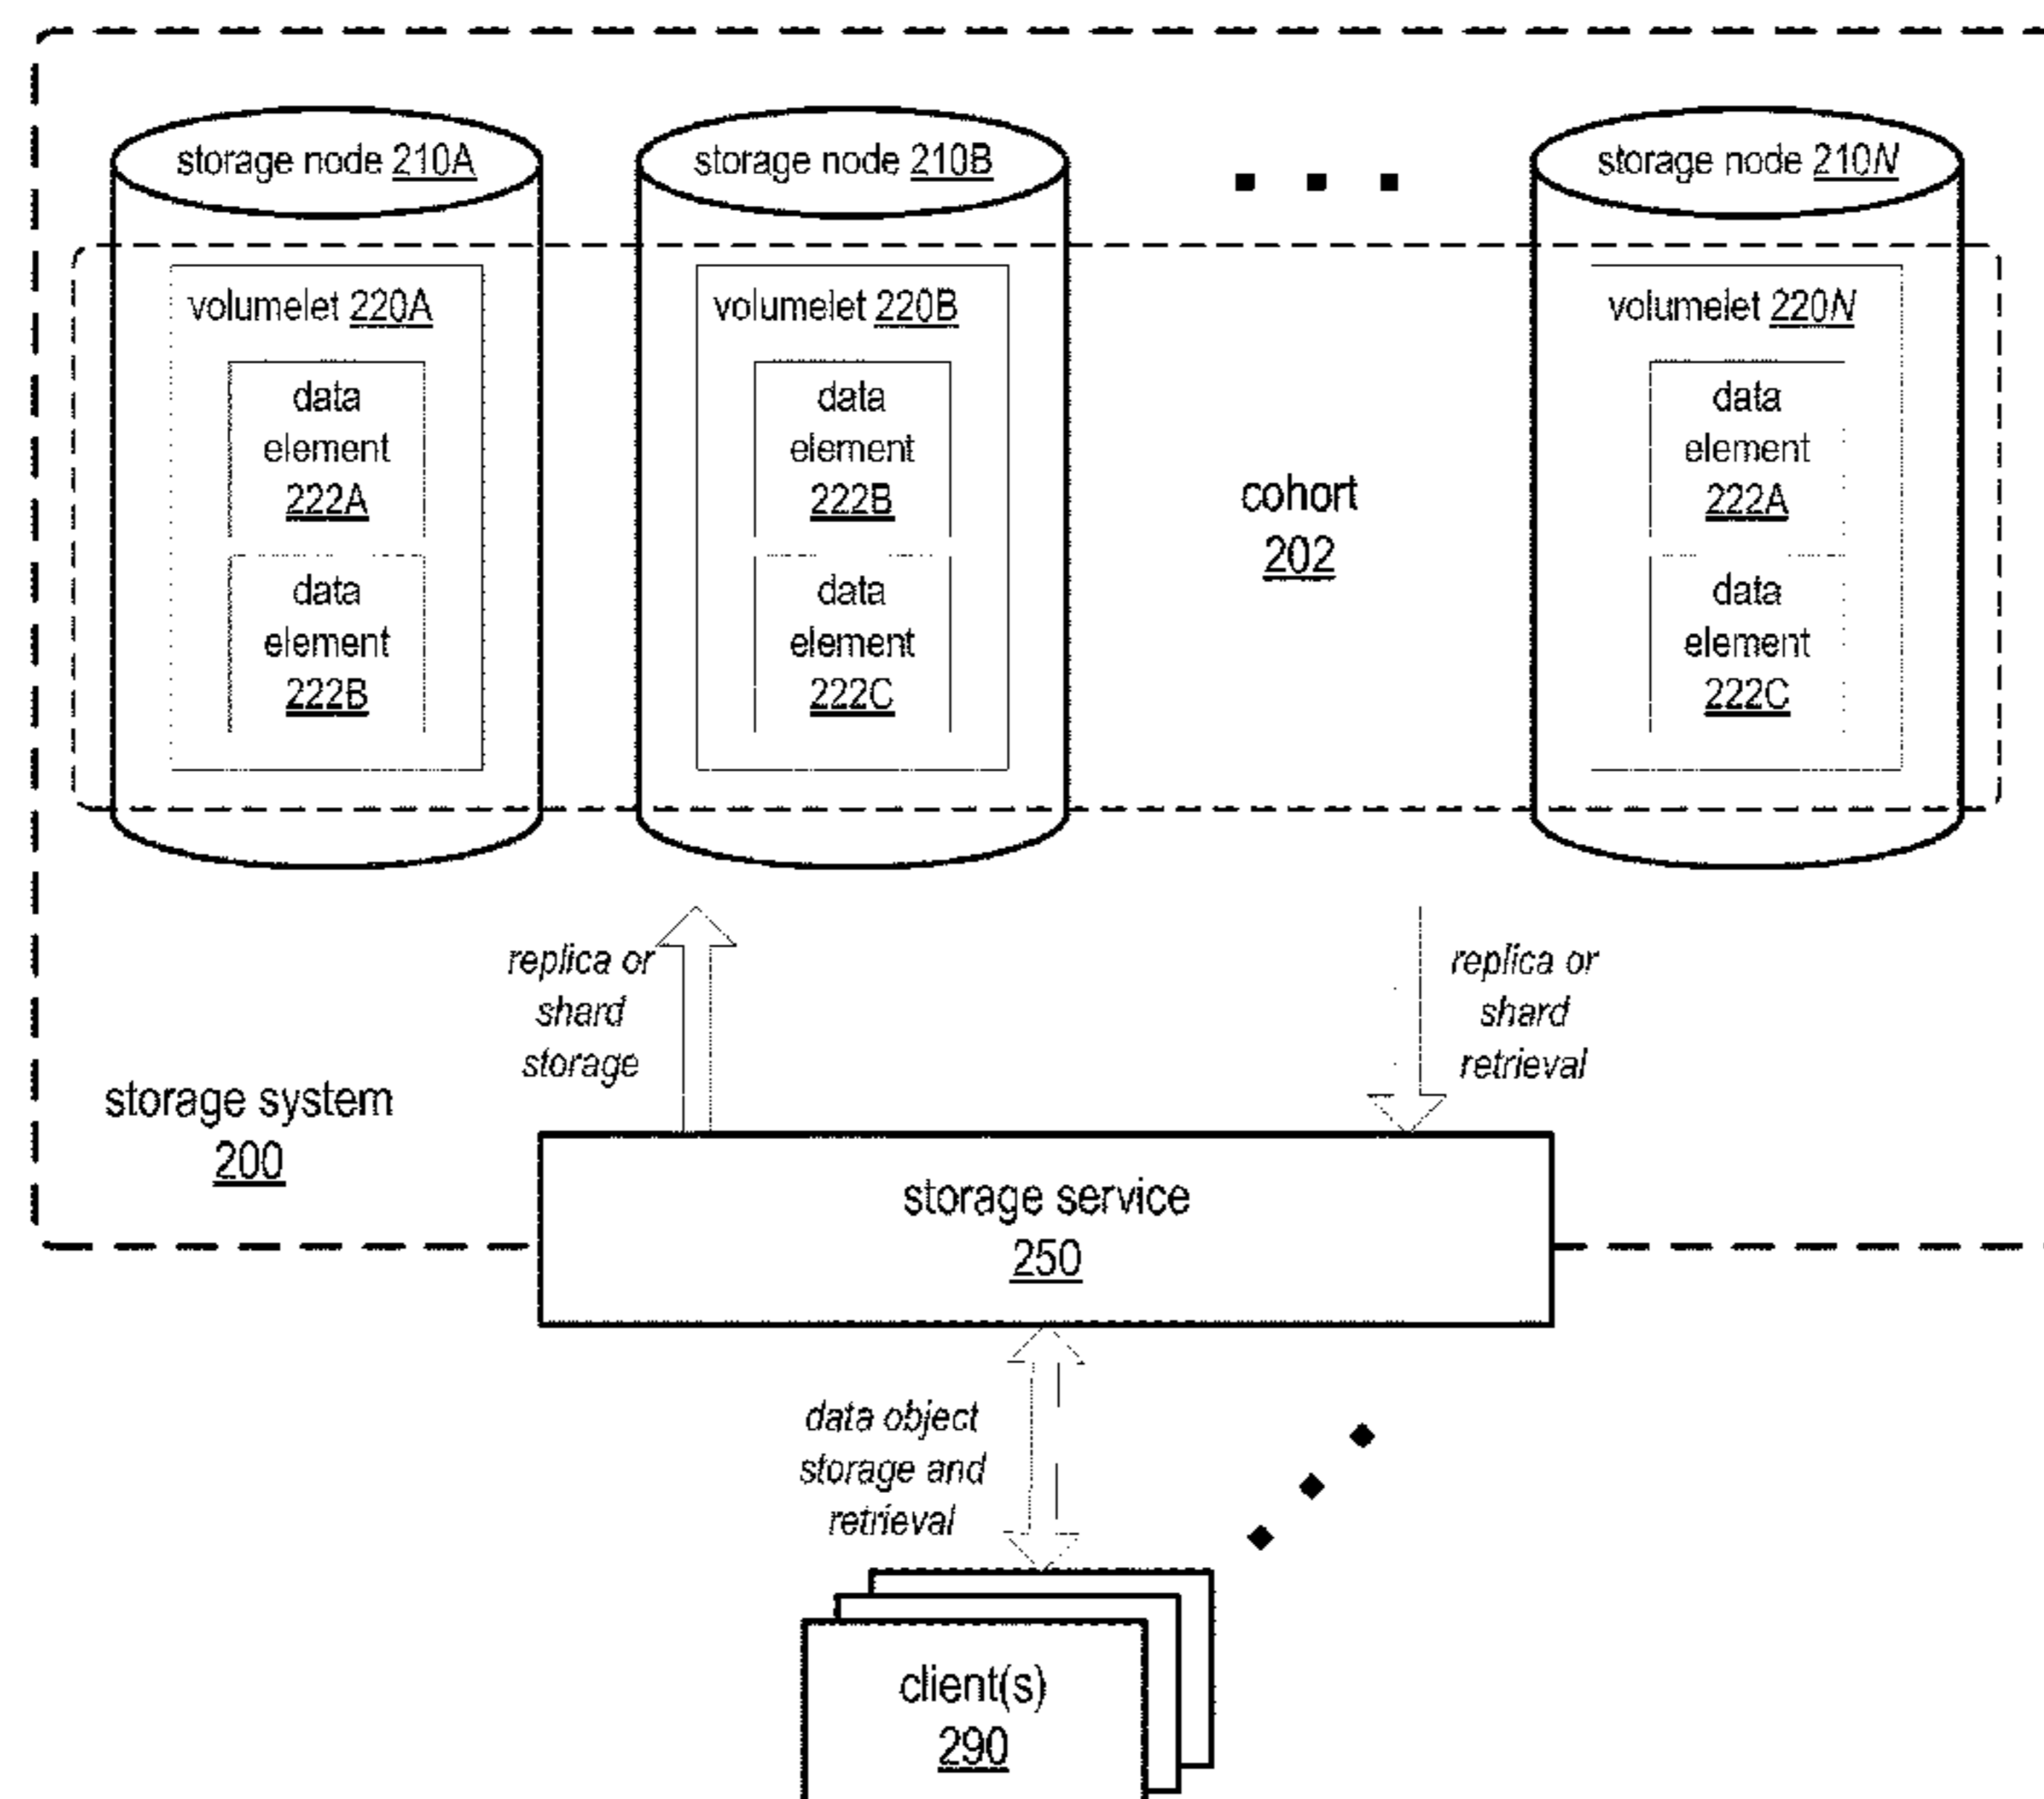 storage node 210A
storage node 210B
storage node 210N
volumelet 220A
data
element
222A
data
element
222B
volumelet 220B
data
element
222B
data
element
222C
cohort
202
volumelet 220N
data
element
222A
data
element
222C
replica or
shard
storage
replica or
shard
retrieval
storage system
200
storage service
250
data object
storage and
retrieval
client(s)
290